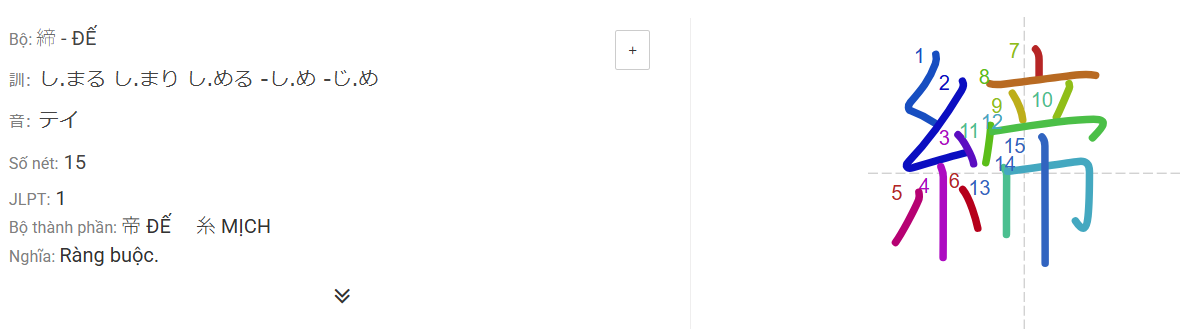 Bộ: 締 - ĐẾ
+
訓: し.まる し.まり し.める -し.め -じ.め
音: テイ
Số nét: 15
JLPT: 1
Bộ thành phần: 帝 ĐẾ 糸 MỊCH
Nghĩa: Ràng buộc.
締
1
2
3
4
5
6
7
8
9
10
11
12
13
14
15